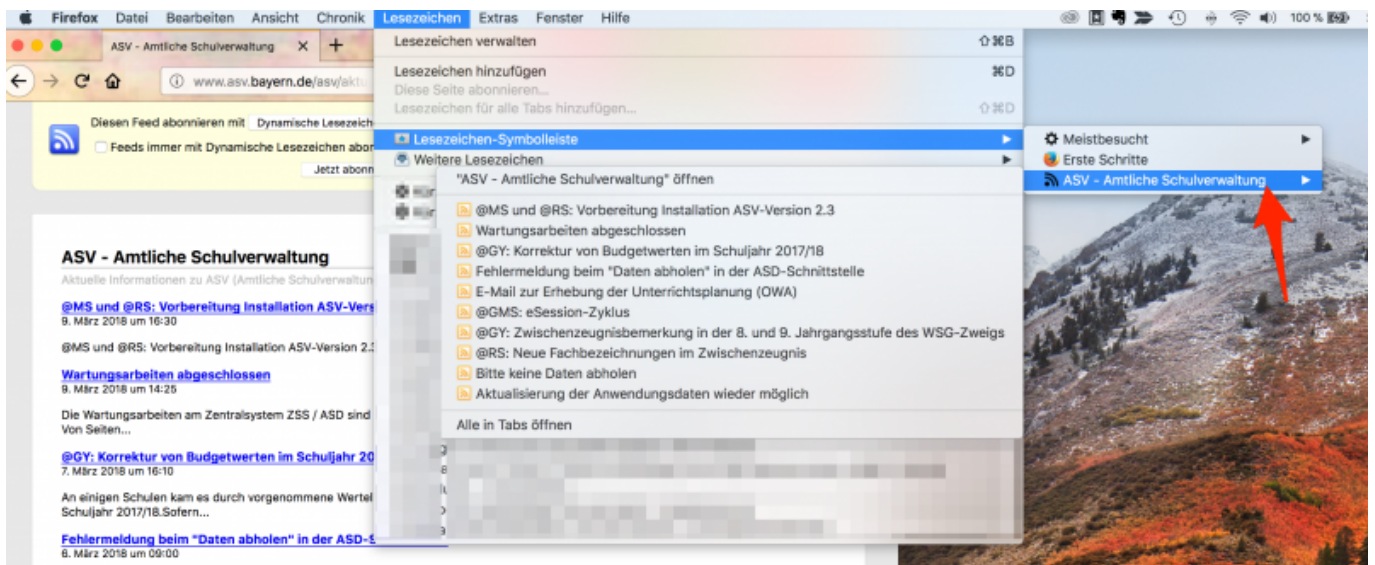 Firefox Datei Bearbeiten Ansicht Chronik Lesezeichen Extras Fenster Hilfe 100 %
ASV - Amtliche Schulverwaltung
www.asv.bayern.de/asv/aktu
Diesen Feed abonnieren mit Dynamische Lesezeich
Feeds immer mit Dynamische Lesezeichen abor
Jetzt abonn
ASV - Amtliche Schulverwaltung
Aktuelle Informationen zu ASV (Amtliche Schulverwaltun
@MS und @RS: Vorbereitung Installation ASV-Vers
9. März 2018 um 16:30
@MS und @RS: Vorbereitung Installation ASV-Version 2.3
Wartungsarbeiten abgeschlossen
9. März 2018 um 14:25
Die Wartungsarbeiten am Zentralsystem ZSS / ASD sind
Von Seiten...
@GY: Korrektur von Budgetwerten im Schuljahr 20
7. März 2018 um 16:10
An einigen Schulen kam es durch vorgenommene Wertel
Schuljahr 2017/18.Sofern...
Fehlermeldung beim "Daten abholen" in der ASD-S
6. März 2018 um 09:00
Lesezeichen verwalten ⇧⌘B
Lesezeichen hinzufügen ⌘D
Diese Seite abonnieren...
Lesezeichen für alle Tabs hinzufügen... ⇧⌘D
Lesezeichen-Symbolleiste
Weitere Lesezeichen
"ASV - Amtliche Schulverwaltung" öffnen
@MS und @RS: Vorbereitung Installation ASV-Version 2.3
Wartungsarbeiten abgeschlossen
@GY: Korrektur von Budgetwerten im Schuljahr 2017/18
Fehlermeldung beim "Daten abholen" in der ASD-Schnittstelle
E-Mail zur Erhebung der Unterrichtsplanung (OWA)
@GMS: eSession-Zyklus
@GY: Zwischenzeugnisbemerkung in der 8. und 9. Jahrgangsstufe des WSG-Zweigs
@RS: Neue Fachbezeichnungen im Zwischenzeugnis
Bitte keine Daten abholen
Aktualisierung der Anwendungsdaten wieder möglich
Alle in Tabs öffnen
Meistbesucht
Erste Schritte
ASV - Amtliche Schulverwaltung